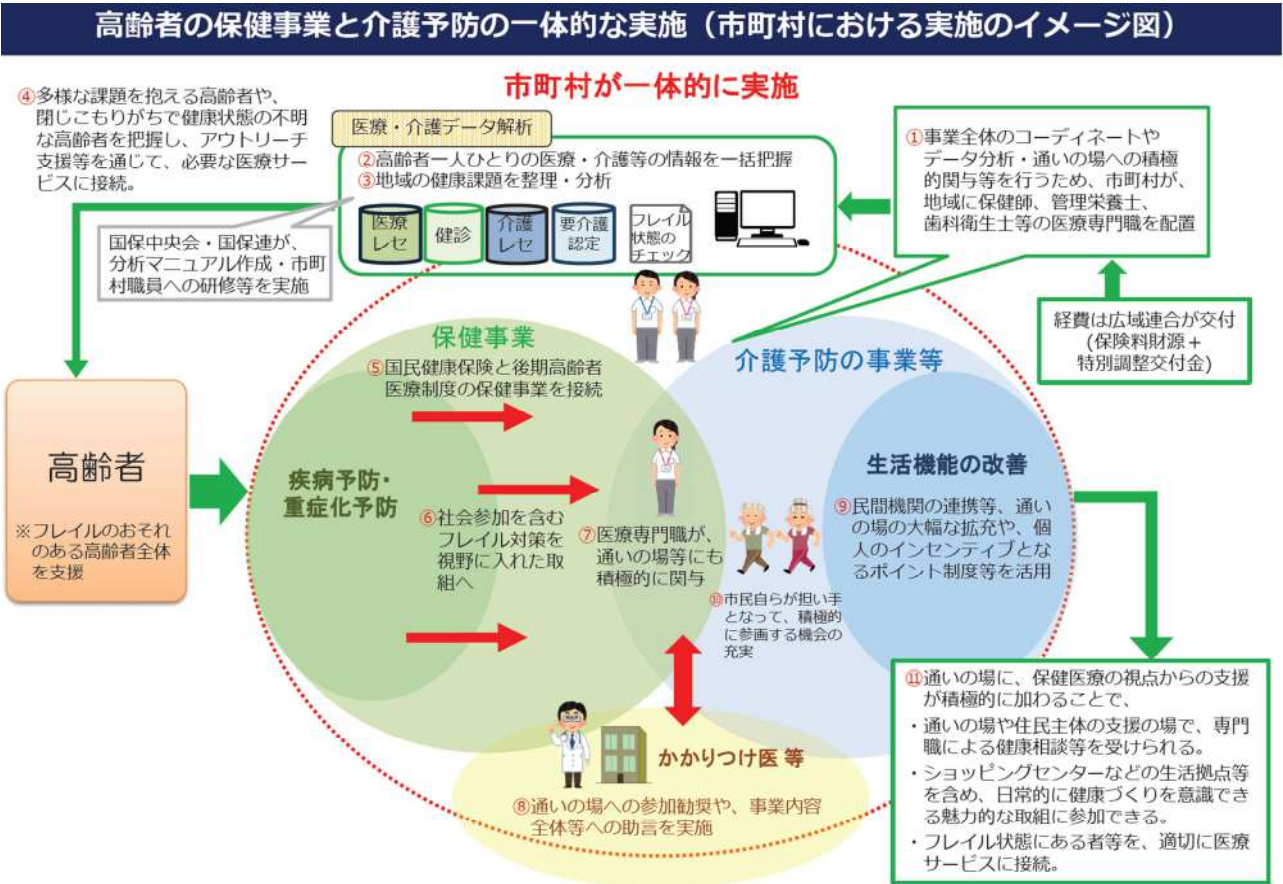 高齢者の保健事業と介護予防の一体的な実施（市町村における実施のイメージ図）
市町村が一体的に実施
④多様な課題を抱える高齢者や、
閉じこもりがちで健康状態の不明
な高齢者を把握し、アウトリーチ
支援等を通じて、必要な医療サー
ビスに接続。
医療・介護データ解析
②高齢者一人ひとりの医療・介護等の情報を一括把握
③地域の健康課題を整理・分析
医療
レセ
健診
介護
レセ
要介護
認定
フレイル
状態の
チェック
①事業全体のコーディネートや
データ分析・通いの場への積極
的関与等を行うため、市町村が、
地域に保健師、管理栄養士、
歯科衛生士等の医療専門職を配置
国保中央会・国保連が、
分析マニュアル作成・市町
村職員への研修等を実施
経費は広域連合が交付
(保険料財源＋
特別調整交付金)
保健事業
⑤国民健康保険と後期高齢者
医療制度の保健事業を接続
介護予防の事業等
高齢者
※フレイルのおそれ
のある高齢者全体
を支援
疾病予防・
重症化予防
⑥社会参加を含む
フレイル対策を
視野に入れた取
組へ
⑦医療専門職が、
通いの場等にも
積極的に関与
生活機能の改善
⑨民間機関の連携等、通い
の場の大幅な拡充や、個
人のインセンティブとな
るポイント制度等を活用
⑩市民自らが担い手
となって、積極的
に参画する機会の
充実
かかりつけ医 等
⑧通いの場への参加勧奨や、事業内容
全体等への助言を実施
⑪通いの場に、保健医療の視点からの支援
が積極的に加わることで、
・通いの場や住民主体の支援の場で、専門
職による健康相談等を受けられる。
・ショッピングセンターなどの生活拠点等
を含め、日常的に健康づくりを意識でき
る魅力的な取組に参加できる。
・フレイル状態にある者等を、適切に医療
サービスに接続。